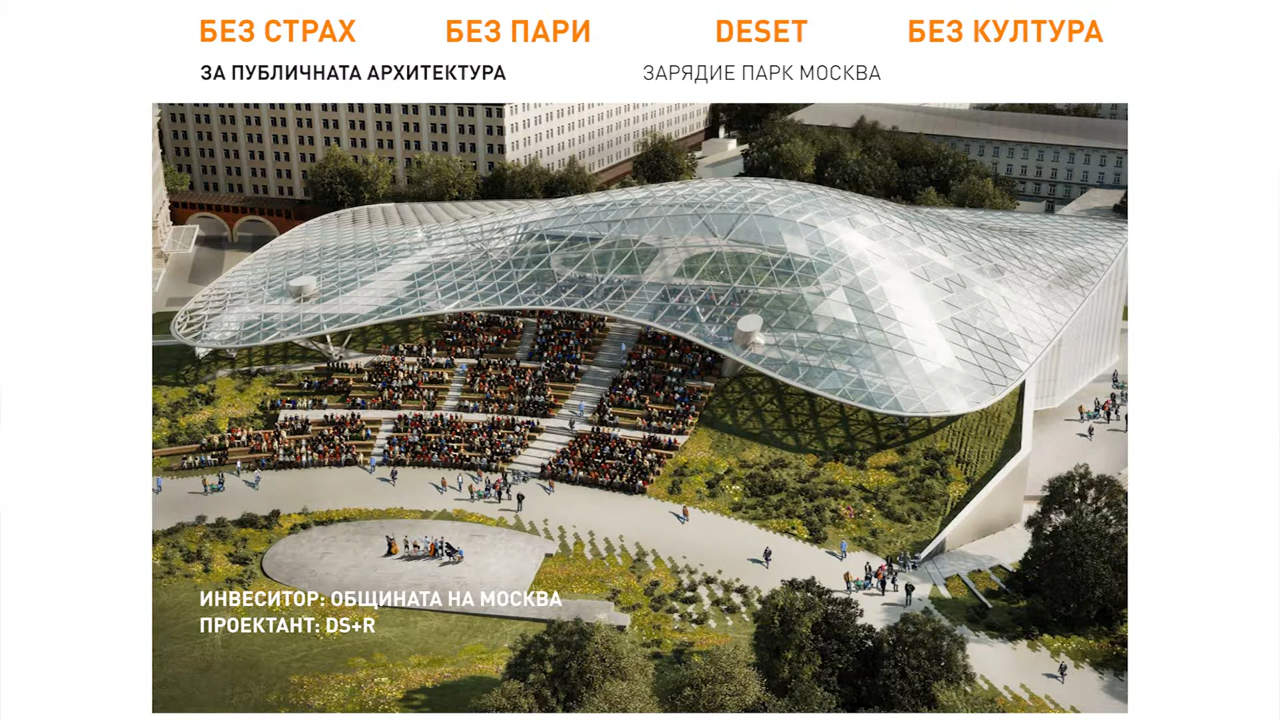 БЕЗ СТРАХ БЕЗ ПАРИ DESET БЕЗ КУЛТУРА
ЗА ПУБЛИЧНАТА АРХИТЕКТУРА ЗАРЯДИЕ ПАРК МОСКВА
ИНВЕСИТОР: ОБЩИНАТА НА МОСКВА
ПРОЕКТАНТ: DS+R